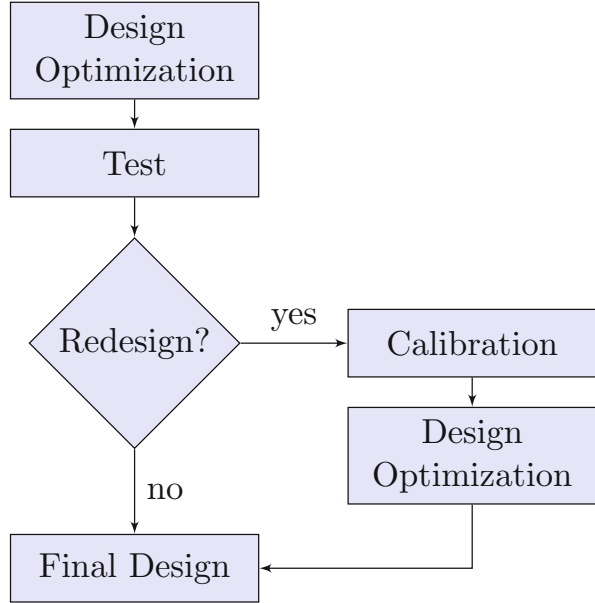 Design
Optimization
Test
Redesign?
yes
Calibration
Design
Optimization
no
Final Design